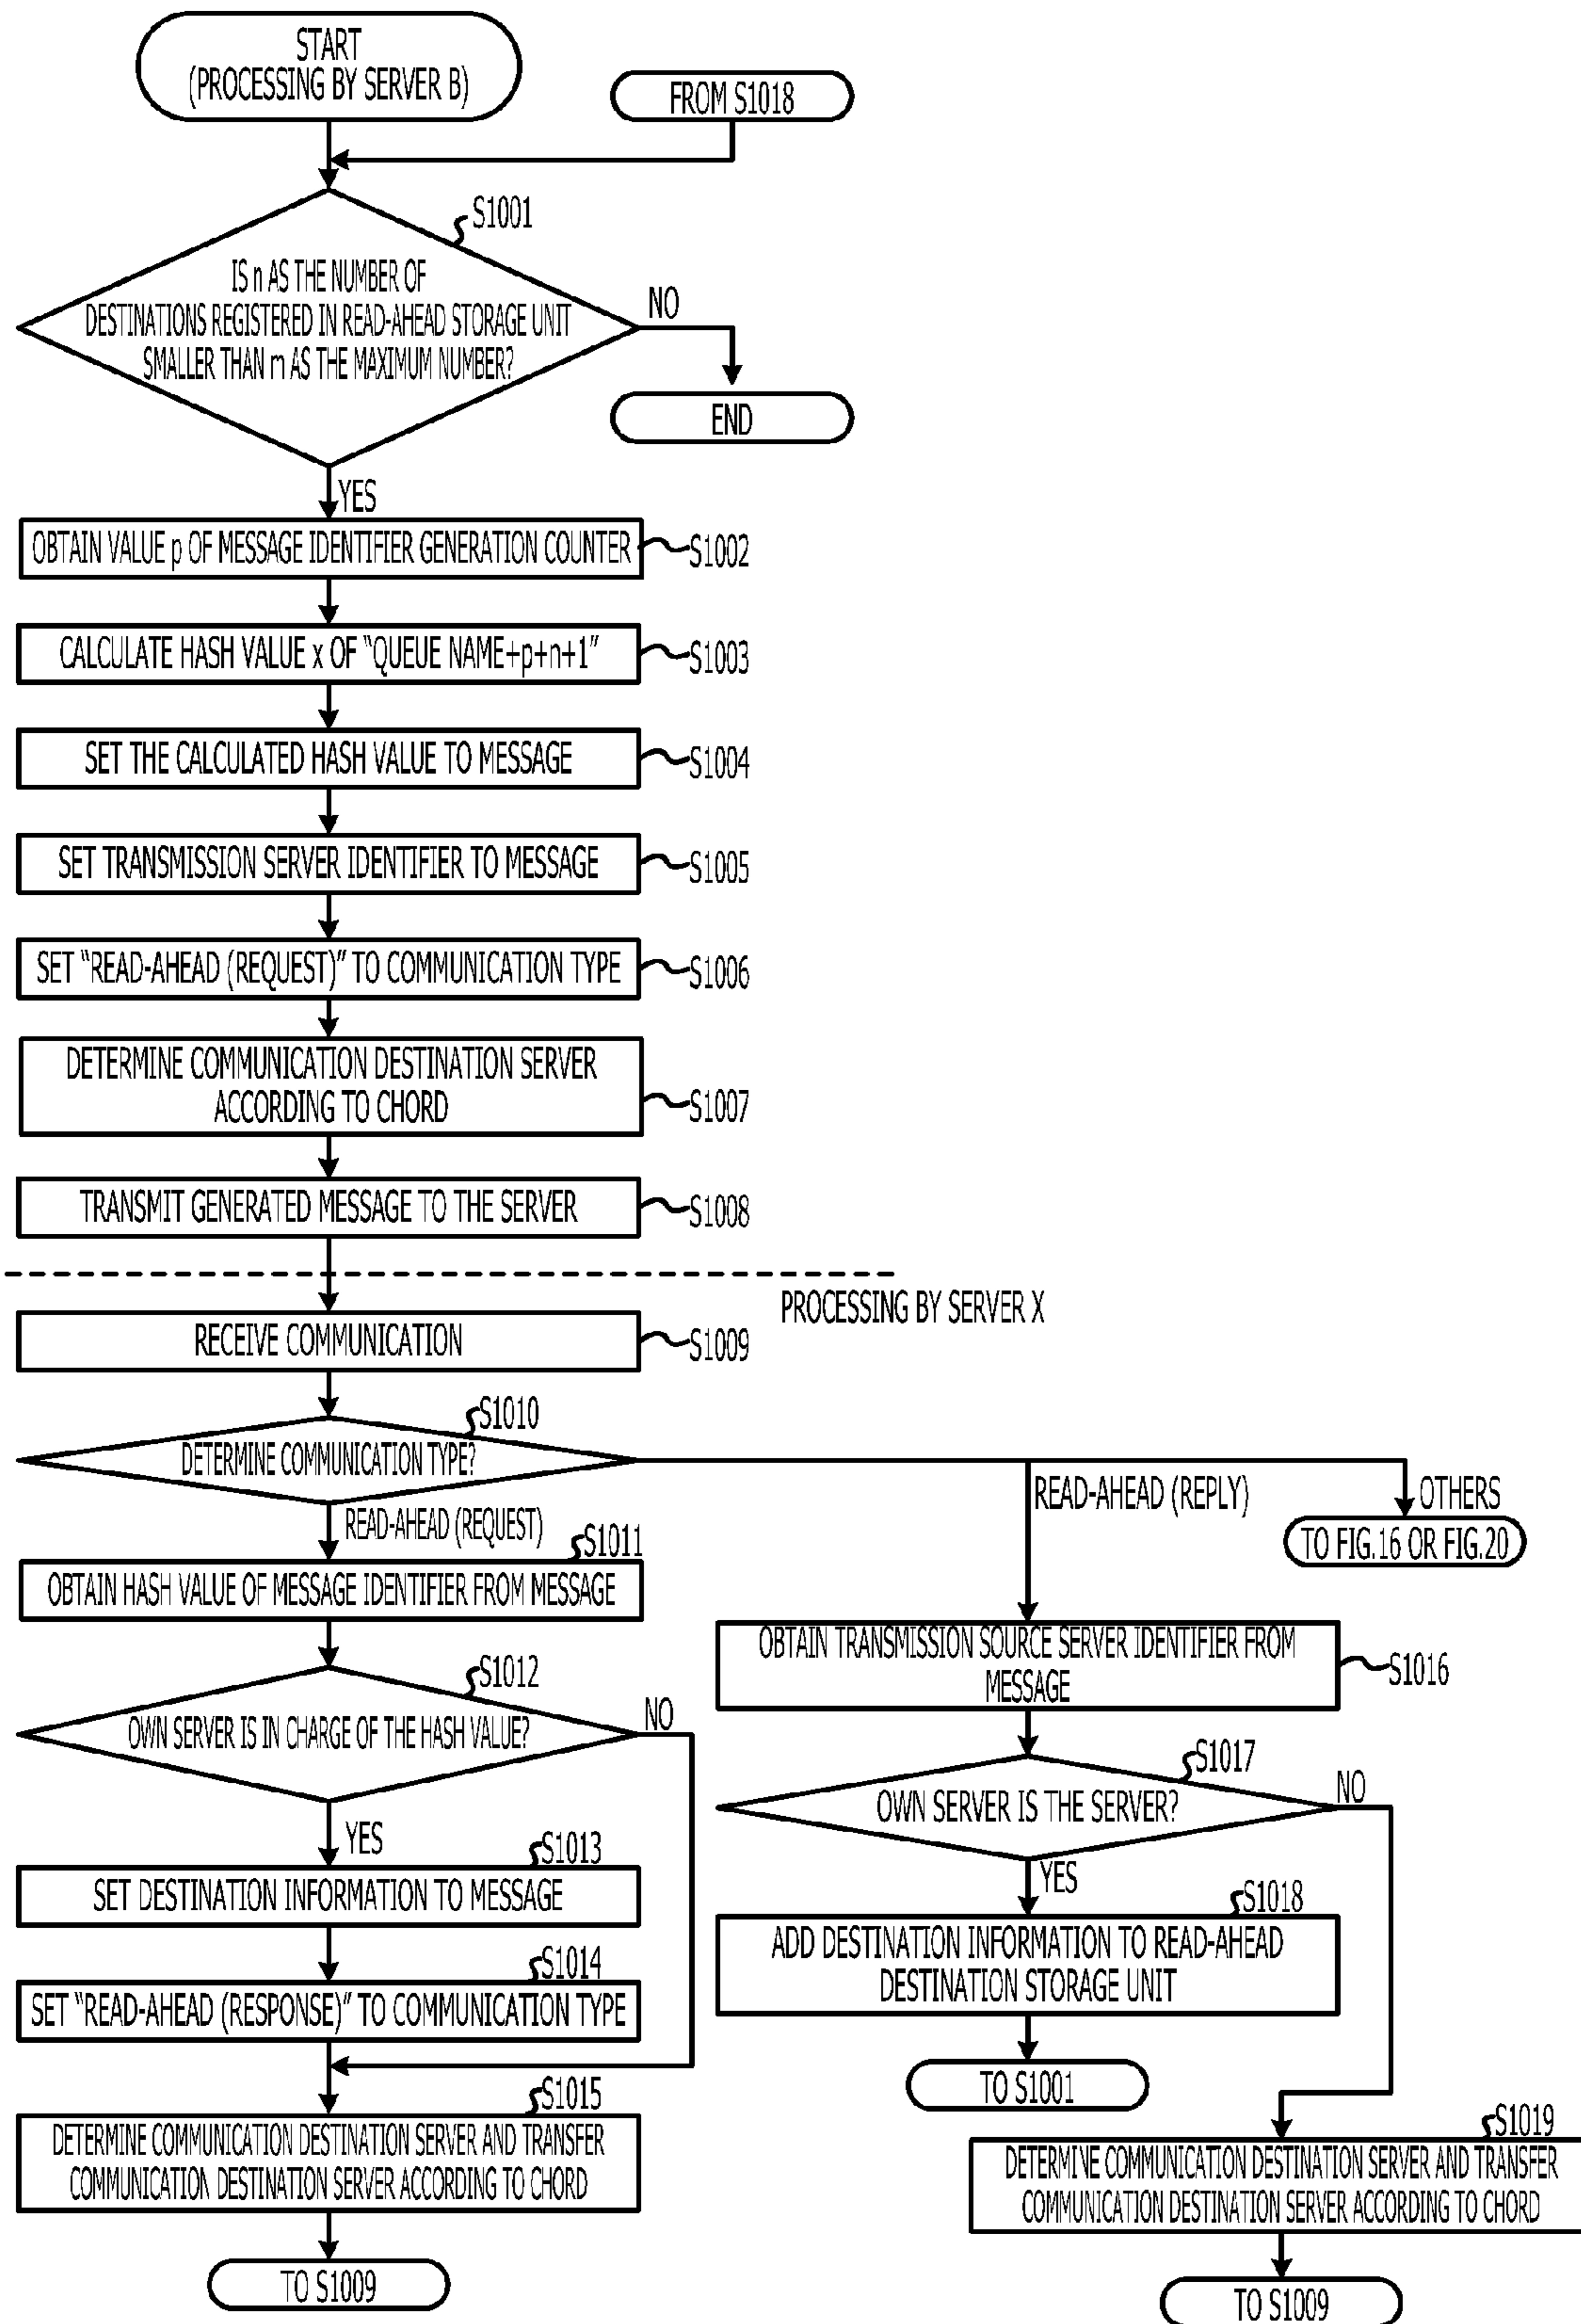 START
(PROCESSING BY SERVER B)
FROM S1018
S1001
IS n AS THE NUMBER OF
DESTINATIONS REGISTERED IN READ-AHEAD STORAGE UNIT
SMALLER THAN m AS THE MAXIMUM NUMBER?
NO
END
YES
OBTAIN VALUE p OF MESSAGE IDENTIFIER GENERATION COUNTER
S1002
CALCULATE HASH VALUE x OF “QUEUE NAME+p+n+1”
S1003
SET THE CALCULATED HASH VALUE TO MESSAGE
S1004
SET TRANSMISSION SERVER IDENTIFIER TO MESSAGE
S1005
SET “READ-AHEAD (REQUEST)” TO COMMUNICATION TYPE
S1006
DETERMINE COMMUNICATION DESTINATION SERVER
ACCORDING TO CHORD
S1007
TRANSMIT GENERATED MESSAGE TO THE SERVER
S1008
PROCESSING BY SERVER X
RECEIVE COMMUNICATION
S1009
S1010
DETERMINE COMMUNICATION TYPE?
READ-AHEAD (REQUEST)
READ-AHEAD (REPLY)
OTHERS
TO FIG.16 OR FIG.20
S1011
OBTAIN HASH VALUE OF MESSAGE IDENTIFIER FROM MESSAGE
S1012
OWN SERVER IS IN CHARGE OF THE HASH VALUE?
NO
YES
S1013
SET DESTINATION INFORMATION TO MESSAGE
S1014
SET “READ-AHEAD (RESPONSE)” TO COMMUNICATION TYPE
S1015
DETERMINE COMMUNICATION DESTINATION SERVER AND TRANSFER
COMMUNICATION DESTINATION SERVER ACCORDING TO CHORD
TO S1009
OBTAIN TRANSMISSION SOURCE SERVER IDENTIFIER FROM
MESSAGE
S1016
S1017
OWN SERVER IS THE SERVER?
NO
YES
S1018
ADD DESTINATION INFORMATION TO READ-AHEAD
DESTINATION STORAGE UNIT
TO S1001
S1019
DETERMINE COMMUNICATION DESTINATION SERVER AND TRANSFER
COMMUNICATION DESTINATION SERVER ACCORDING TO CHORD
TO S1009